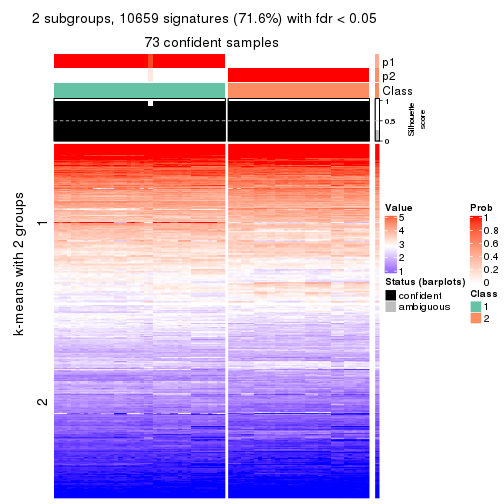 2 subgroups, 10659 signatures (71.6%) with fdr < 0.05
73 confident samples
p1
p2
Class
1
0.5
0
Silhouette
score
k-means with 2 groups
1
2
Value
5
4
3
2
1
Status (barplots)
confident
ambiguous
Prob
1
0.8
0.6
0.4
0.2
0
Class
1
2